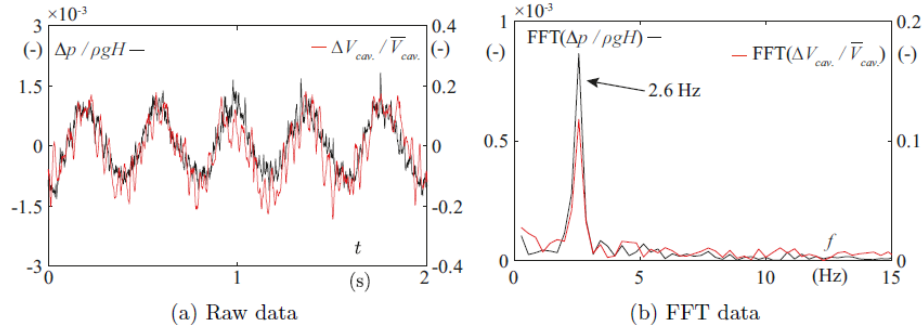 ×10⁻³
3
0.4
(-)
Δp / ρgH —
— ΔV_cav. / V̅_cav.
(-)
1.5
0.2
0
0
-1.5
0.2
-3
-0.4
0
1
2
t
(s)
(a) Raw data
×10⁻³
1
0.2
(-)
FFT(Δp / ρgH) —
— FFT(ΔV_cav. / V̅_cav.)
(-)
2.6 Hz
0.5
0.1
0
0
0
5
10
15
f
(Hz)
(b) FFT data